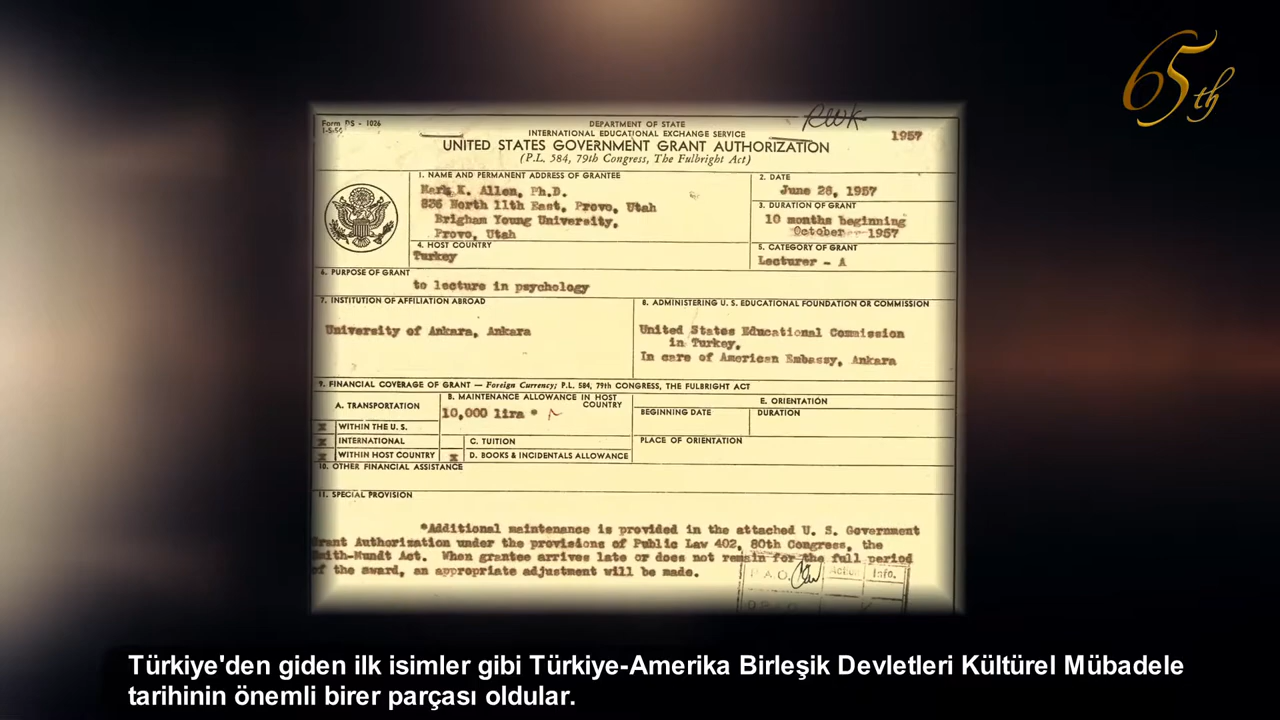 65th
RWK
Form DS - 1026
DEPARTMENT OF STATE
INTERNATIONAL EDUCATIONAL EXCHANGE SERVICE
1957
UNITED STATES GOVERNMENT GRANT AUTHORIZATION
(P.L. 584, 79th Congress, The Fulbright Act)
1. NAME AND PERMANENT ADDRESS OF GRANTEE
Mark K. Allen, Ph.D.
836 North 11th East, Provo, Utah
Brigham Young University,
Provo, Utah
2. DATE
June 26, 1957
3. DURATION OF GRANT
10 months beginning
October 1957
4. HOST COUNTRY
Turkey
5. CATEGORY OF GRANT
Lecturer - A
6. PURPOSE OF GRANT
to lecture in psychology
7. INSTITUTION OF AFFILIATION ABROAD
University of Ankara, Ankara
8. ADMINISTERING U. S. EDUCATIONAL FOUNDATION OR COMMISSION
United States Educational Commission
in Turkey,
In care of American Embassy, Ankara
9. FINANCIAL COVERAGE OF GRANT — Foreign Currency; P.L. 584, 79th CONGRESS, THE FULBRIGHT ACT
A. TRANSPORTATION
x WITHIN THE U. S.
x INTERNATIONAL
x WITHIN HOST COUNTRY
B. MAINTENANCE ALLOWANCE IN HOST
COUNTRY
10,000 lira *
C. TUITION
x D. BOOKS & INCIDENTALS ALLOWANCE
E. ORIENTATION
BEGINNING DATE
DURATION
PLACE OF ORIENTATION
10. OTHER FINANCIAL ASSISTANCE
11. SPECIAL PROVISION
*Additional maintenance is provided in the attached U. S. Government
Grant Authorization under the provisions of Public Law 402, 80th Congress, the
Smith-Mundt Act. When grantee arrives late or does not remain for the full period
of the award, an appropriate adjustment will be made.
P.A.O. Action Info.
Türkiye'den giden ilk isimler gibi Türkiye-Amerika Birleşik Devletleri Kültürel Mübadele
tarihinin önemli birer parçası oldular.